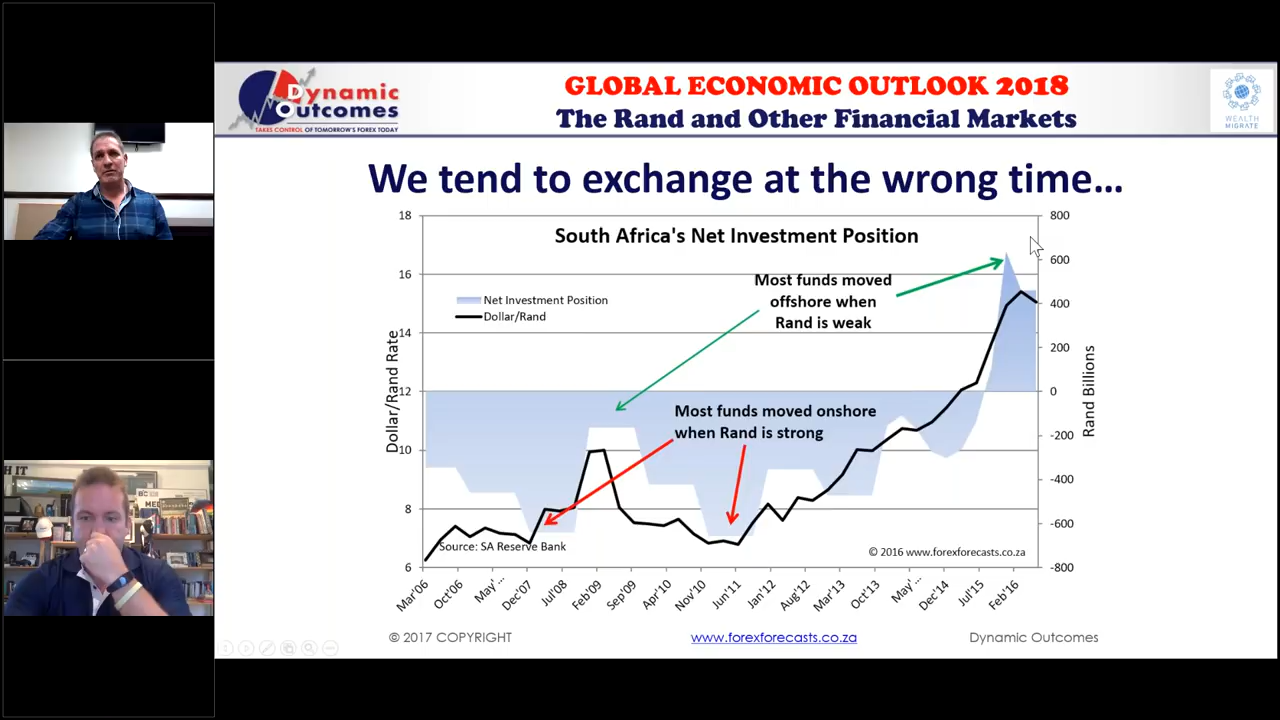 Dynamic
Outcomes
TAKES CONTROL OF TOMORROW'S FOREX TODAY
GLOBAL ECONOMIC OUTLOOK 2018
The Rand and Other Financial Markets
WEALTH
MIGRATE
We tend to exchange at the wrong time...
South Africa's Net Investment Position
Net Investment Position
Dollar/Rand
Most funds moved
offshore when
Rand is weak
Most funds moved onshore
when Rand is strong
Dollar/Rand Rate
18
16
14
12
10
8
6
800
600
400
200
0
-200
-400
-600
-800
Rand Billions
Source: SA Reserve Bank
© 2016 www.forexforecasts.co.za
Mar'06
Oct'06
May'...
Dec'07
Jul'08
Feb'09
Sep'09
Apr'10
Nov'10
Jun'11
Jan'12
Aug'12
Mar'13
Oct'13
May'...
Dec'14
Jul'15
Feb'16
© 2017 COPYRIGHT
www.forexforecasts.co.za
Dynamic Outcomes